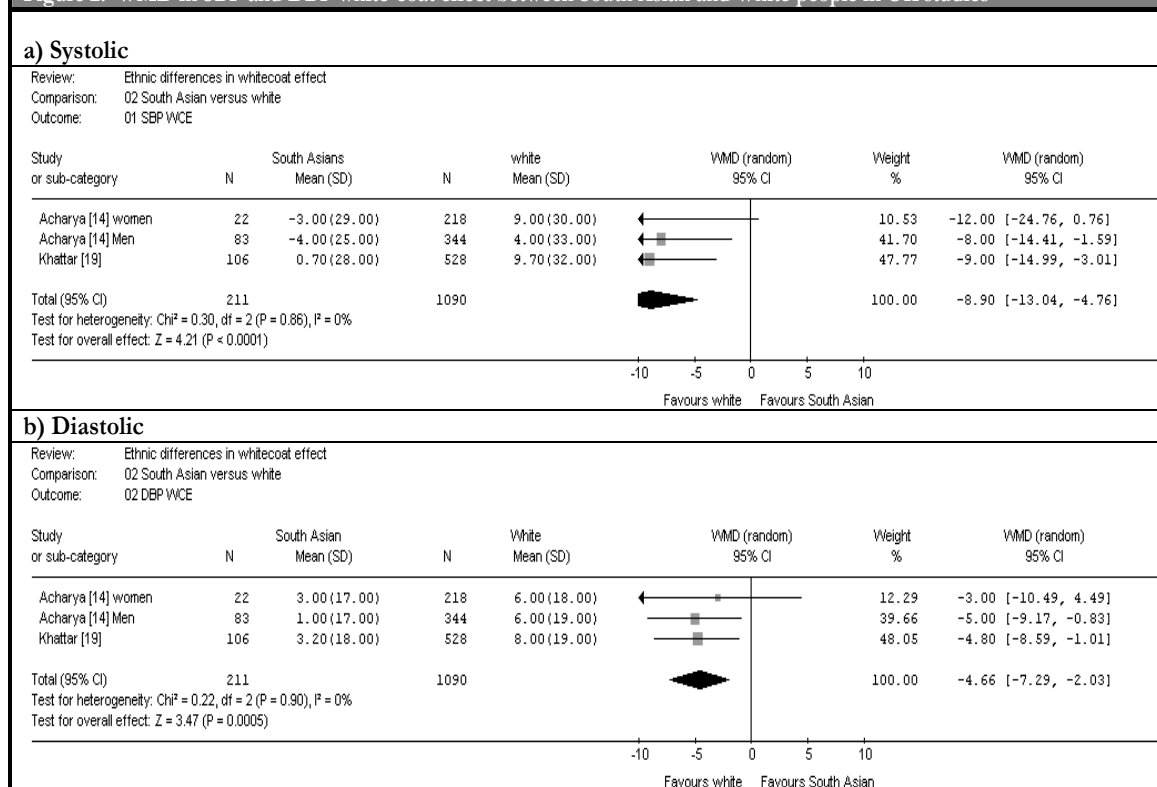 a) Systolic
Review: Ethnic differences in whitecoat effect
Comparison: 02 South Asian versus white
Outcome: 01 SBP WCE
Study South Asians white WMD (random) Weight WMD (random)
or sub-category N Mean (SD) N Mean (SD) 95% CI % 95% CI
Acharya [14] women 22 -3.00(29.00) 218 9.00(30.00) 10.53 -12.00 [-24.76, 0.76]
Acharya [14] Men 83 -4.00(25.00) 344 4.00(33.00) 41.70 -8.00 [-14.41, -1.59]
Khattar [19] 106 0.70(28.00) 528 9.70(32.00) 47.77 -9.00 [-14.99, -3.01]
Total (95% CI) 211 1090 100.00 -8.90 [-13.04, -4.76]
Test for heterogeneity: Chi² = 0.30, df = 2 (P = 0.86), I² = 0%
Test for overall effect: Z = 4.21 (P < 0.0001)
-10 -5 0 5 10
Favours white Favours South Asian
b) Diastolic
Review: Ethnic differences in whitecoat effect
Comparison: 02 South Asian versus white
Outcome: 02 DBP WCE
Study South Asian White WMD (random) Weight WMD (random)
or sub-category N Mean (SD) N Mean (SD) 95% CI % 95% CI
Acharya [14] women 22 3.00(17.00) 218 6.00(18.00) 12.29 -3.00 [-10.49, 4.49]
Acharya [14] Men 83 1.00(17.00) 344 6.00(19.00) 39.66 -5.00 [-9.17, -0.83]
Khattar [19] 106 3.20(18.00) 528 8.00(19.00) 48.05 -4.80 [-8.59, -1.01]
Total (95% CI) 211 1090 100.00 -4.66 [-7.29, -2.03]
Test for heterogeneity: Chi² = 0.22, df = 2 (P = 0.90), I² = 0%
Test for overall effect: Z = 3.47 (P = 0.0005)
-10 -5 0 5 10
Favours white Favours South Asian